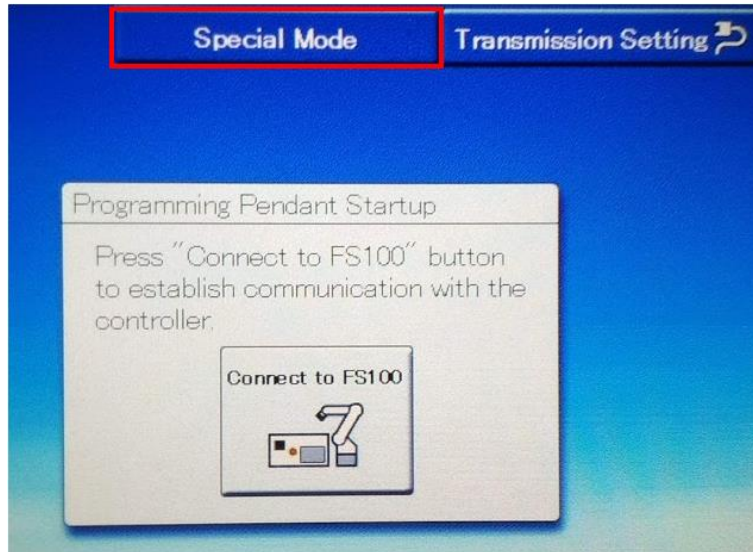 Special Mode
Transmission Setting
Programming Pendant Startup
Press "Connect to FS100" button
to establish communication with the
controller.
Connect to FS100